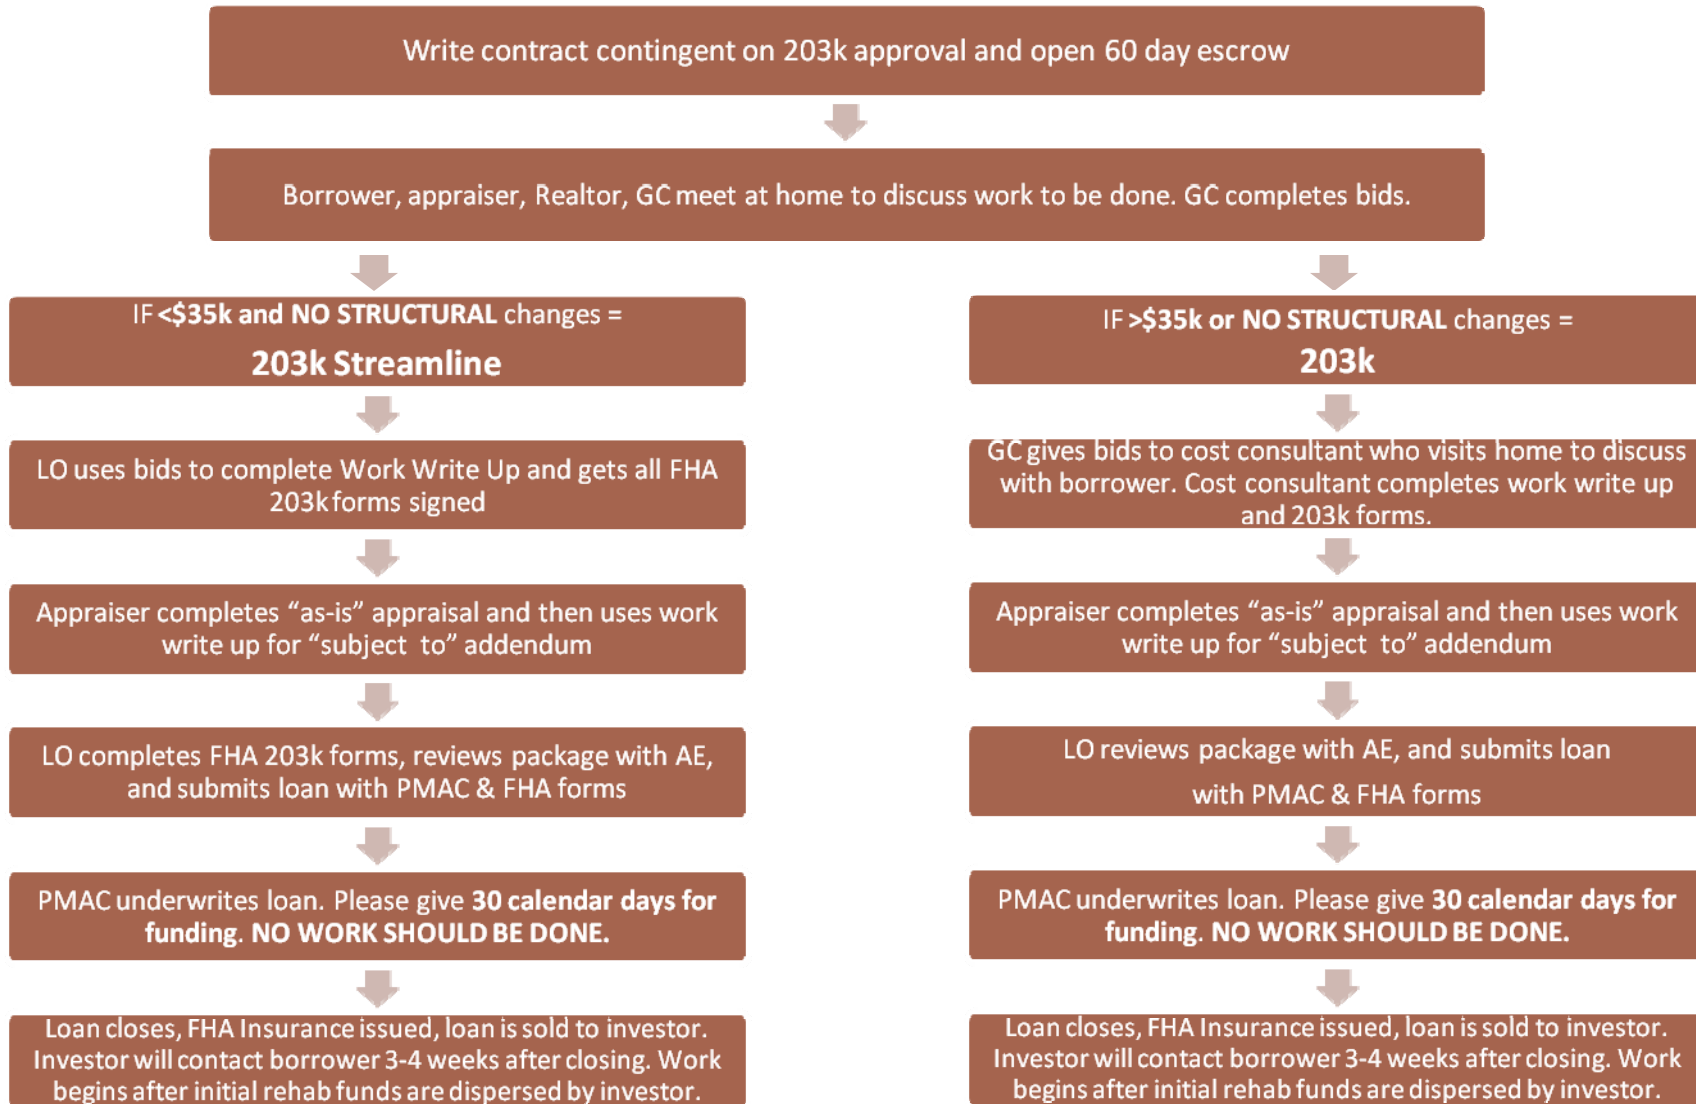 Write contract contingent on 203k approval and open 60 day escrow
Borrower, appraiser, Realtor, GC meet at home to discuss work to be done. GC completes bids.
IF <$35k and NO STRUCTURAL changes =
203k Streamline
LO uses bids to complete Work Write Up and gets all FHA
203k forms signed
Appraiser completes “as-is” appraisal and then uses work
write up for “subject to” addendum
LO completes FHA 203k forms, reviews package with AE,
and submits loan with PMAC & FHA forms
PMAC underwrites loan. Please give 30 calendar days for
funding. NO WORK SHOULD BE DONE.
Loan closes, FHA Insurance issued, loan is sold to investor.
Investor will contact borrower 3-4 weeks after closing. Work
begins after initial rehab funds are dispersed by investor.
IF >$35k or NO STRUCTURAL changes =
203k
GC gives bids to cost consultant who visits home to discuss
with borrower. Cost consultant completes work write up
and 203k forms.
Appraiser completes “as-is” appraisal and then uses work
write up for “subject to” addendum
LO reviews package with AE, and submits loan
with PMAC & FHA forms
PMAC underwrites loan. Please give 30 calendar days for
funding. NO WORK SHOULD BE DONE.
Loan closes, FHA Insurance issued, loan is sold to investor.
Investor will contact borrower 3-4 weeks after closing. Work
begins after initial rehab funds are dispersed by investor.